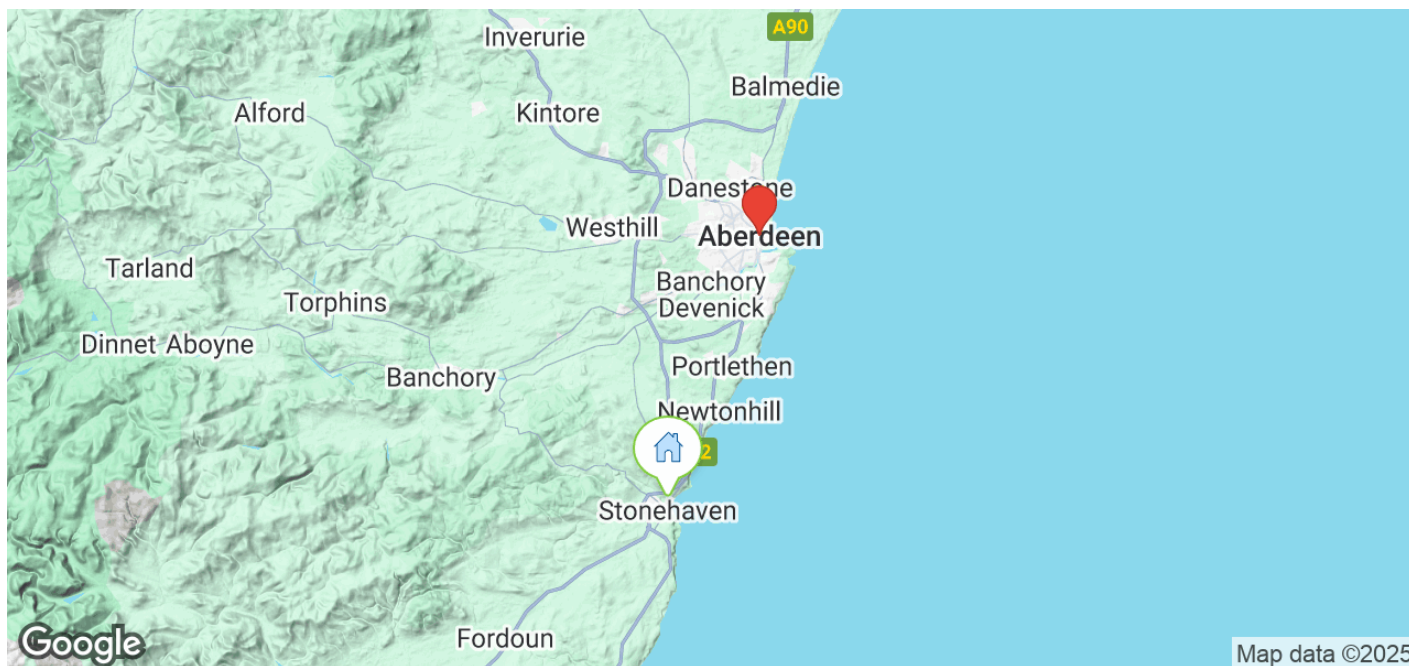 A90
Inverurie
Balmedie
Alford
Kintore
Danestone
Westhill
Aberdeen
Tarland
Banchory
Devenick
Torphins
Dinnet Aboyne
Portlethen
Banchory
Newtonhill
2
Stonehaven
Fordoun
Google
Map data ©2025